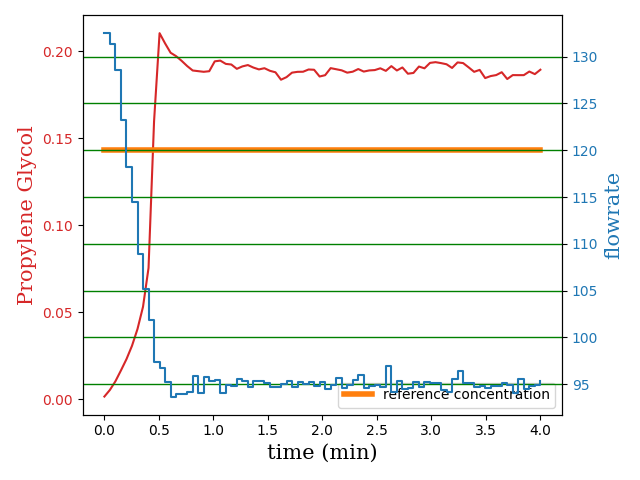 0.20
0.15
0.10
0.05
0.00
Propylene Glycol
130
125
120
115
110
105
100
95
flowrate
reference concentration
0.0 0.5 1.0 1.5 2.0 2.5 3.0 3.5 4.0
time (min)